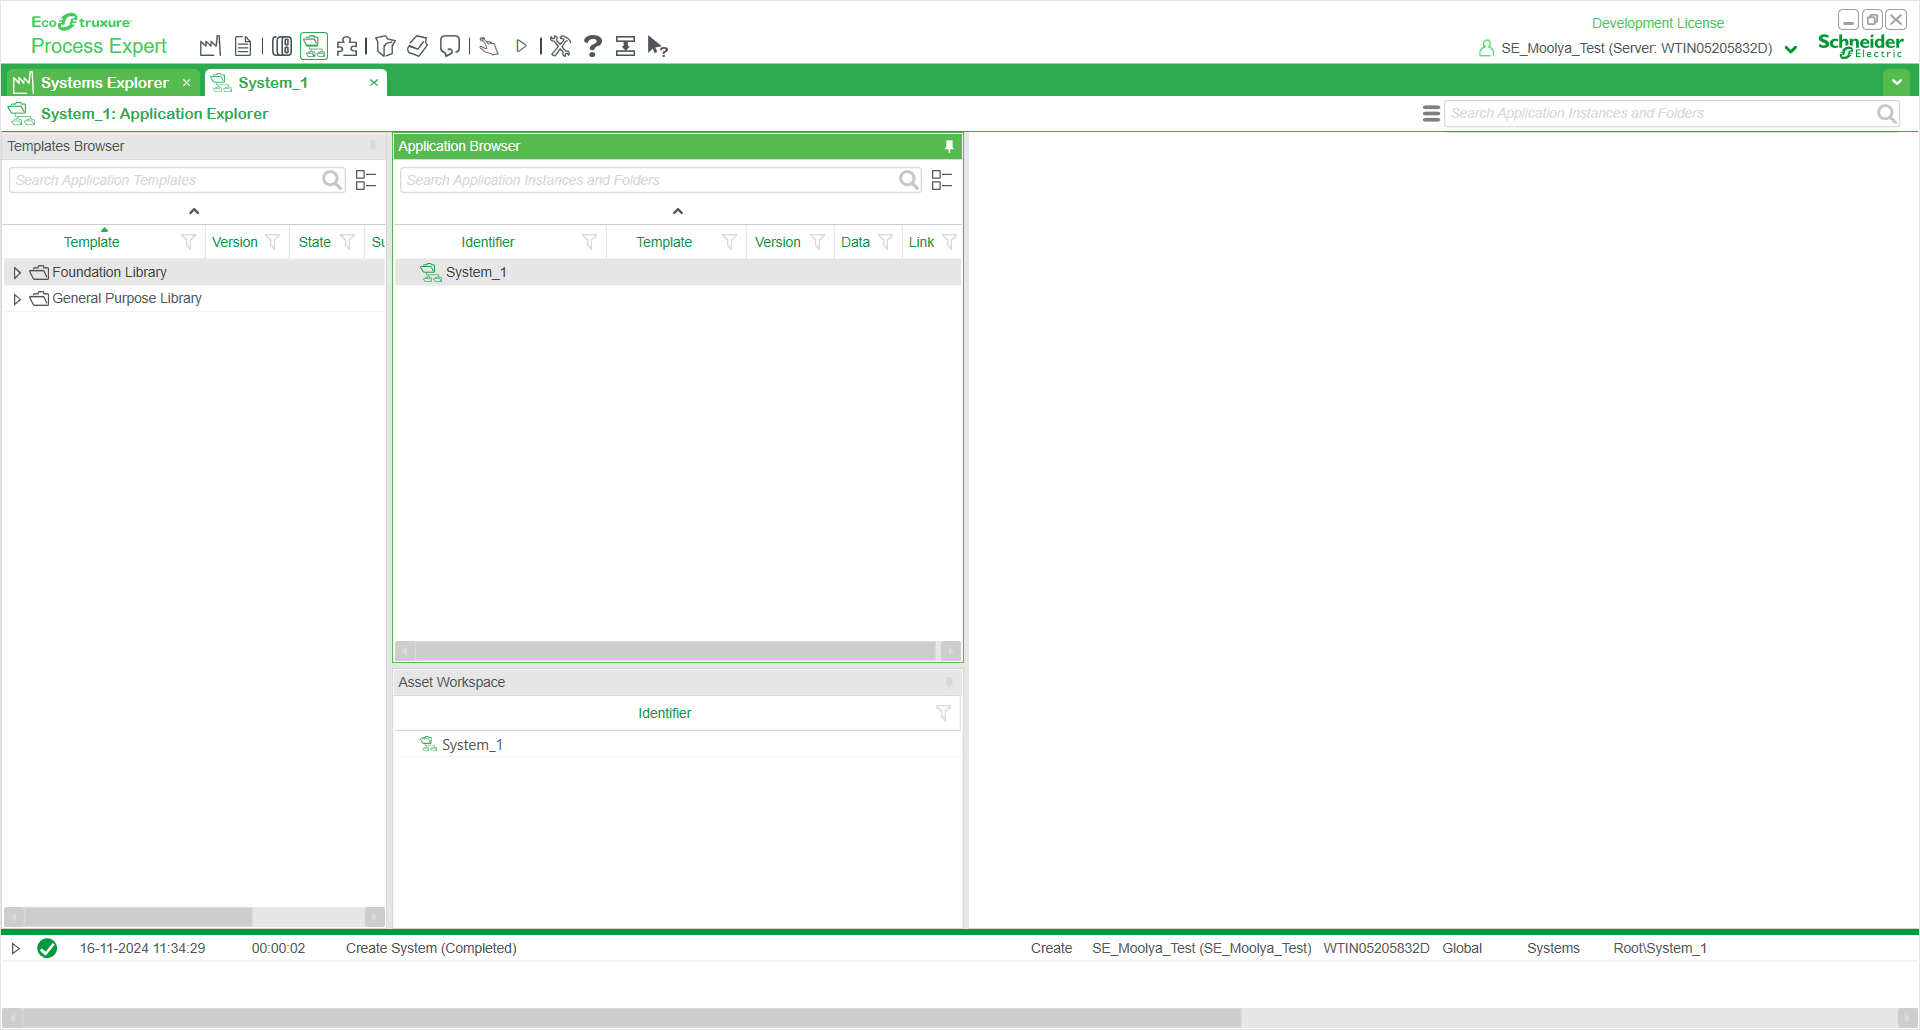 EcoStruxure
Process Expert
Development License
SE_Moolya_Test (Server: WTIN05205832D)
Schneider
Electric
Systems Explorer
System_1
System_1: Application Explorer
Search Application Instances and Folders
Templates Browser
Search Application Templates
Template Version State Su
Foundation Library
General Purpose Library
Application Browser
Search Application Instances and Folders
Identifier Template Version Data Link
System_1
Asset Workspace
Identifier
System_1
16-11-2024 11:34:29 00:00:02 Create System (Completed) Create SE_Moolya_Test (SE_Moolya_Test) WTIN05205832D Global Systems Root\System_1